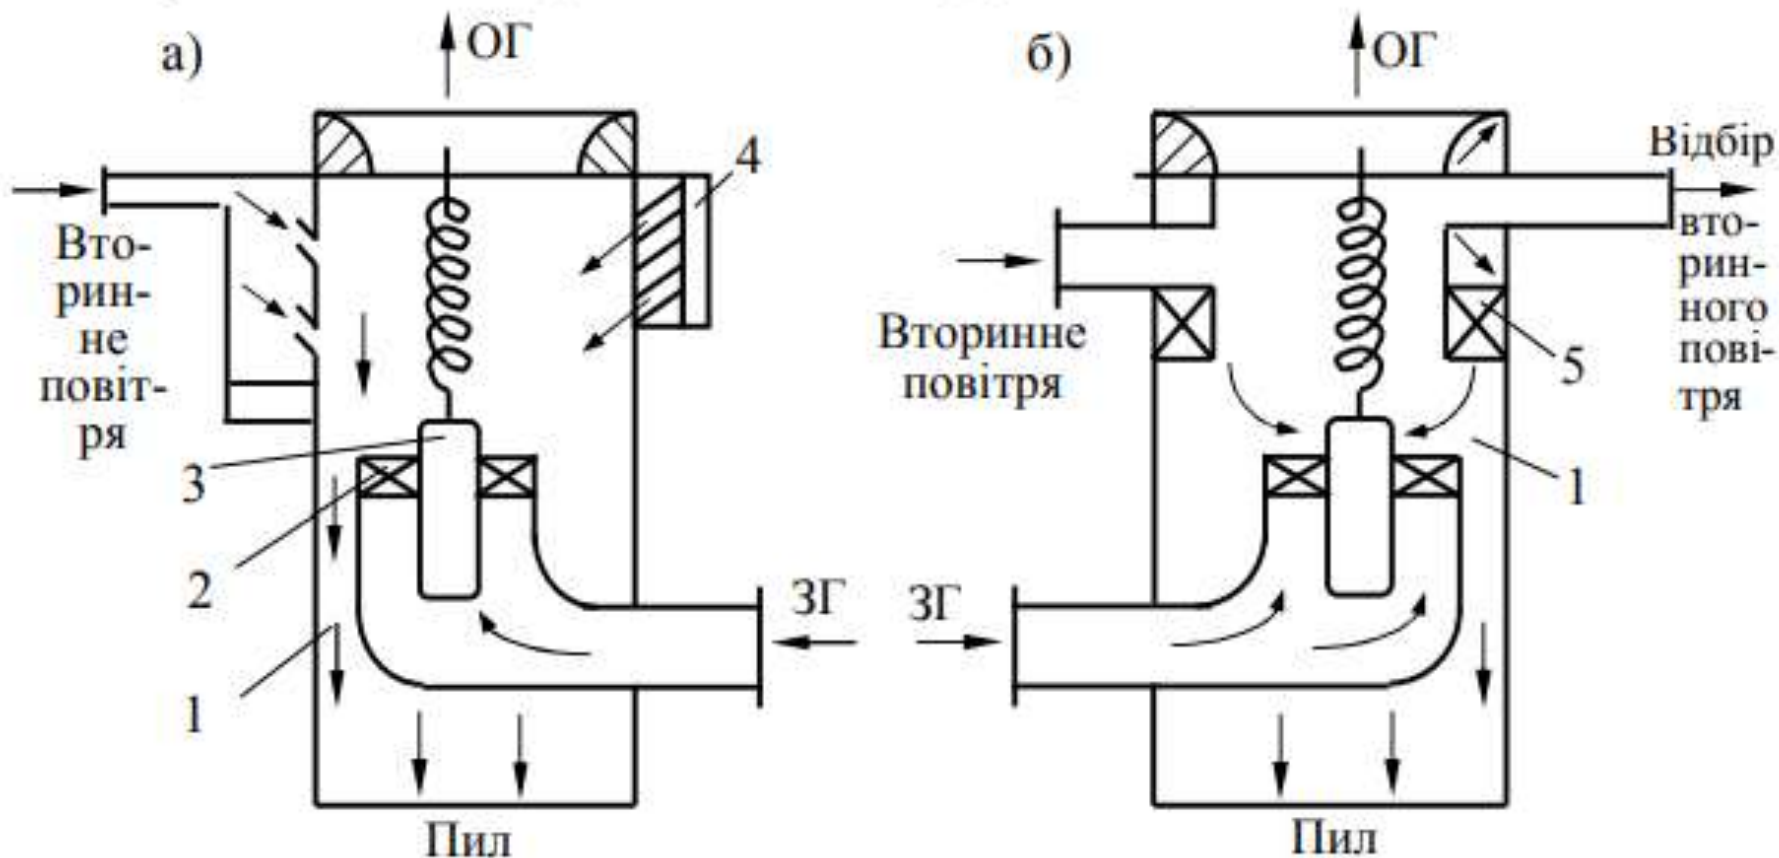 а)
ОГ
4
Вто-
рин-
не
повіт-
ря
3
2
1
ЗГ
Пил
б)
ОГ
Відбір
вто-
рин-
ного
пові-
тря
Вторинне
повітря
5
1
ЗГ
Пил